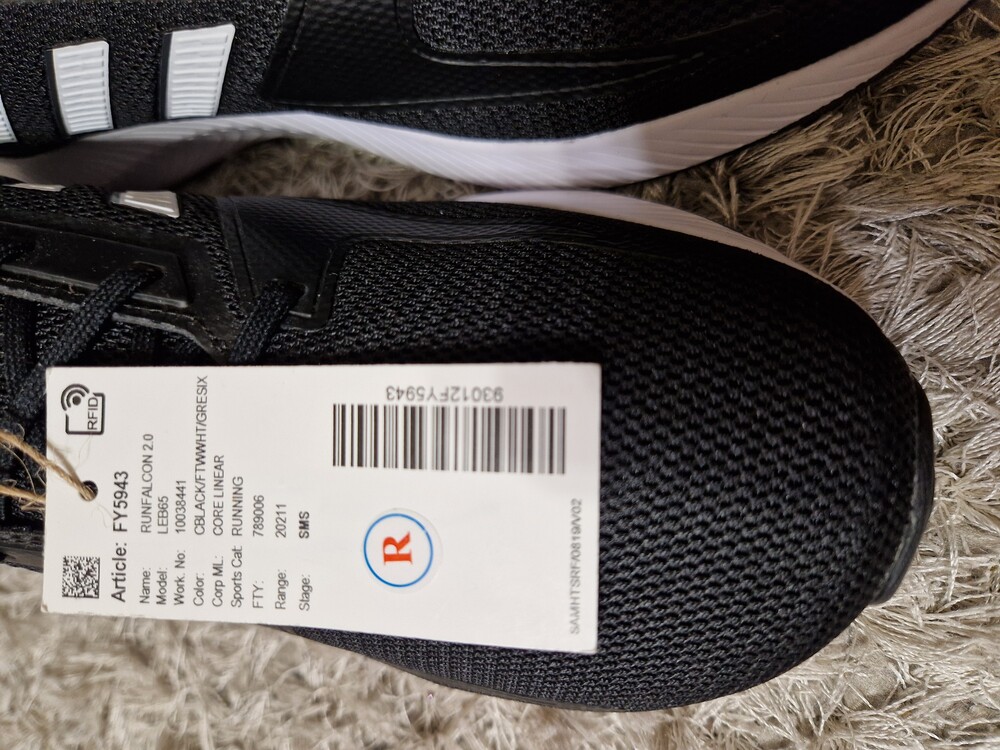 RFID
Article: FY5943
Name: RUNFALCON 2.0
Model: LEB65
Work. No: 10038441
Color: CBLACK/FTWWHT/GRESIX
Corp ML: CORE LINEAR
Sports Cat: RUNNING
FTY: 789006
Range: 20211
Stage: SMS
R
93012FY5943
SAMHTSRF/0819/V02